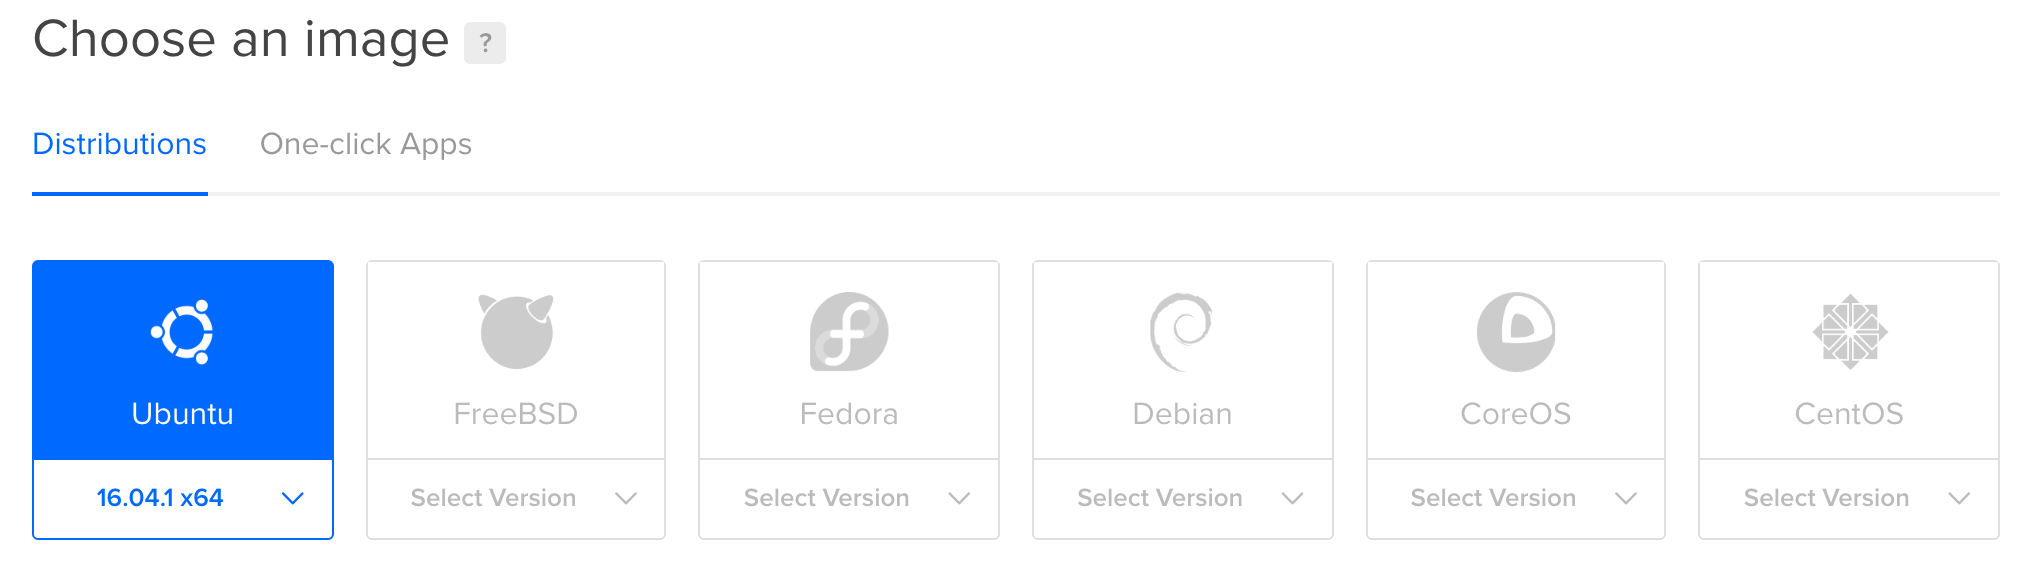 Choose an image ?
Distributions One-click Apps
Ubuntu FreeBSD Fedora Debian CoreOS CentOS
16.04.1 x64 Select Version Select Version Select Version Select Version Select Version